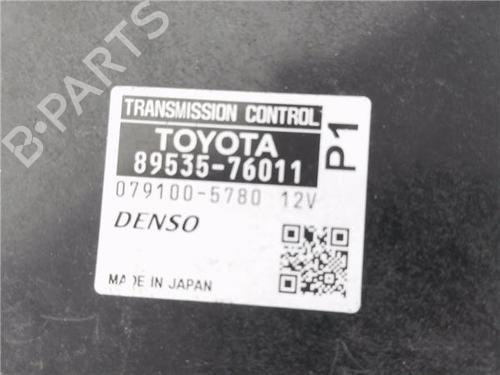 B-PARTS
TRANSMISSION CONTROL
TOYOTA
89535-76011
P1
079100-5780 12V
DENSO
MADE IN JAPAN